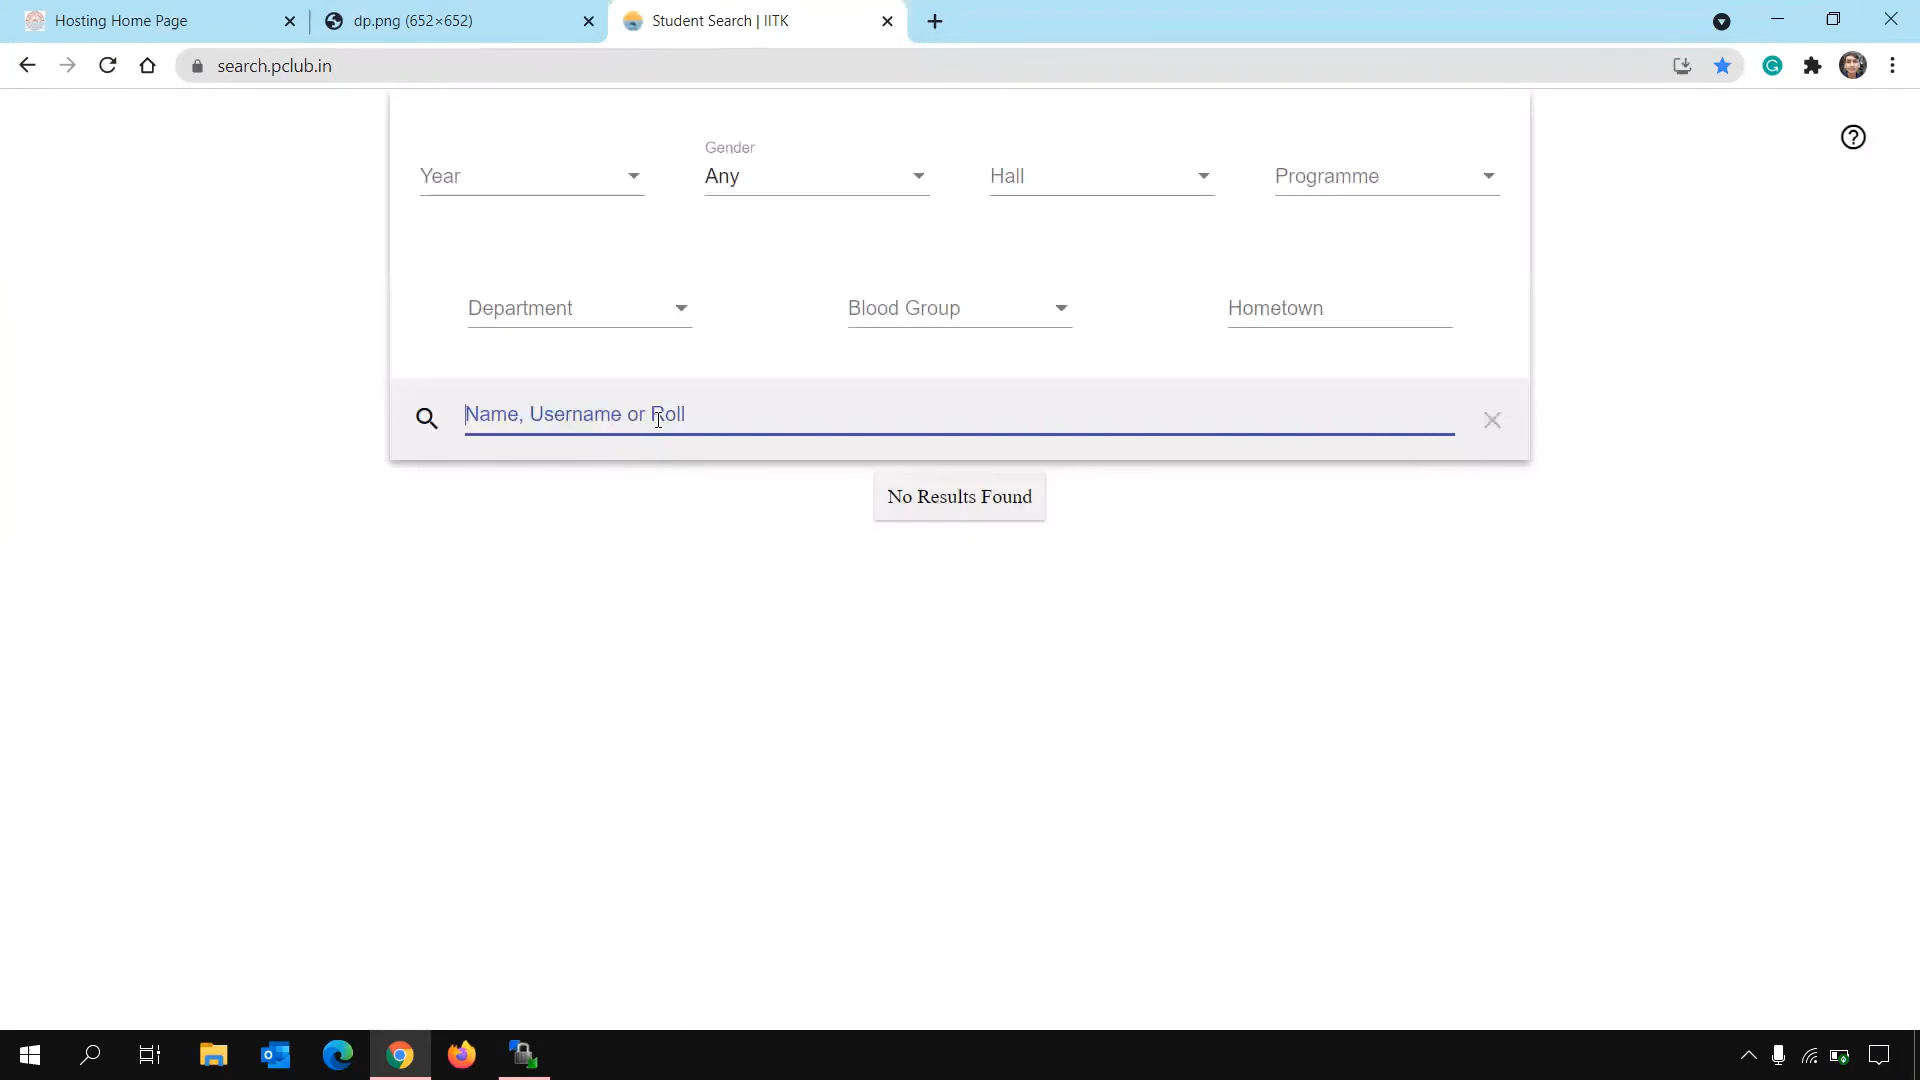 Hosting Home Page
dp.png (652×652)
Student Search | IITK
search.pclub.in
Year
Gender
Any
Hall
Programme
Department
Blood Group
Hometown
Name, Username or Roll
No Results Found